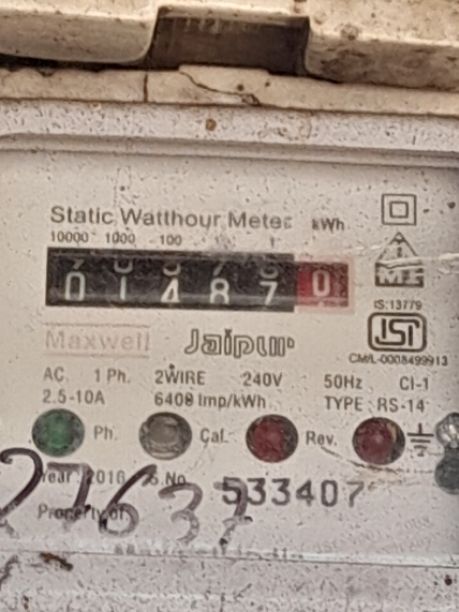 Static Watthour Meter kWh
10000 1000 100 1
0 1 4 8 7 0
IS:13779
Maxwell Jaipur
CM/L-0008499913
AC. 1 Ph. 2WIRE 240V 50Hz Cl-1
2.5-10A 6400 Imp/kWh TYPE RS-14
Ph. Cal. Rev.
Year 2016 S.No. 533407
Property of
27637